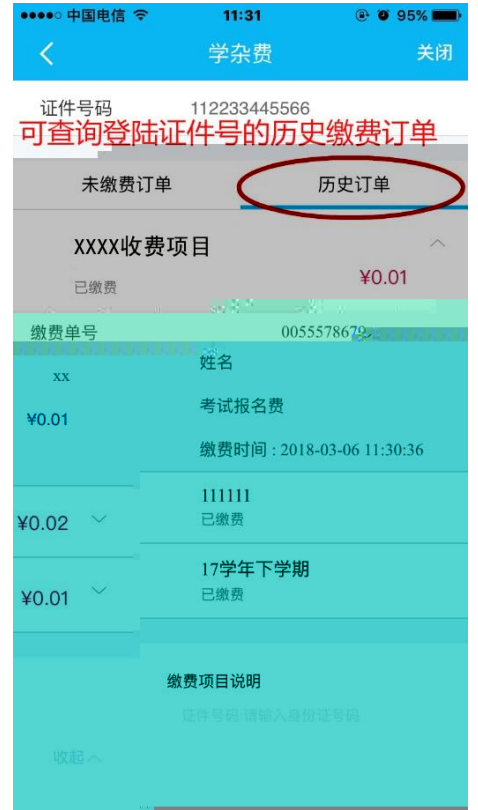 中国电信 11:31 95%
学杂费 关闭
证件号码 112233445566
可查询登陆证件号的历史缴费订单
未缴费订单 历史订单
XXXX收费项目
已缴费 ¥0.01
缴费单号 0055578679
xx 姓名
¥0.01 考试报名费
缴费时间 : 2018-03-06 11:30:36
111111
¥0.02 已缴费
17学年下学期
¥0.01 已缴费
缴费项目说明
证件号码:请输入身份证号码
收起